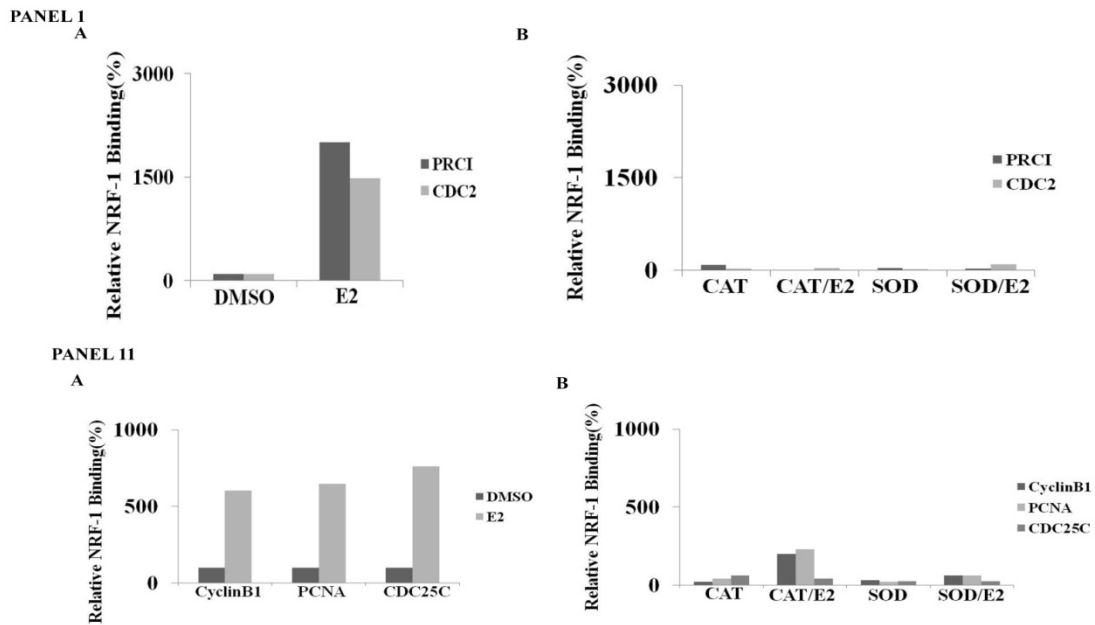 PANEL 1
A
B
Relative NRF-1 Binding(%)
3000
1500
0
DMSO
E2
PRCI
CDC2
Relative NRF-1 Binding(%)
3000
1500
0
CAT
CAT/E2
SOD
SOD/E2
PRCI
CDC2
PANEL 11
A
B
Relative NRF-1 Binding(%)
1000
500
0
CyclinB1
PCNA
CDC25C
DMSO
E2
Relative NRF-1 Binding(%)
1000
500
0
CAT
CAT/E2
SOD
SOD/E2
CyclinB1
PCNA
CDC25C